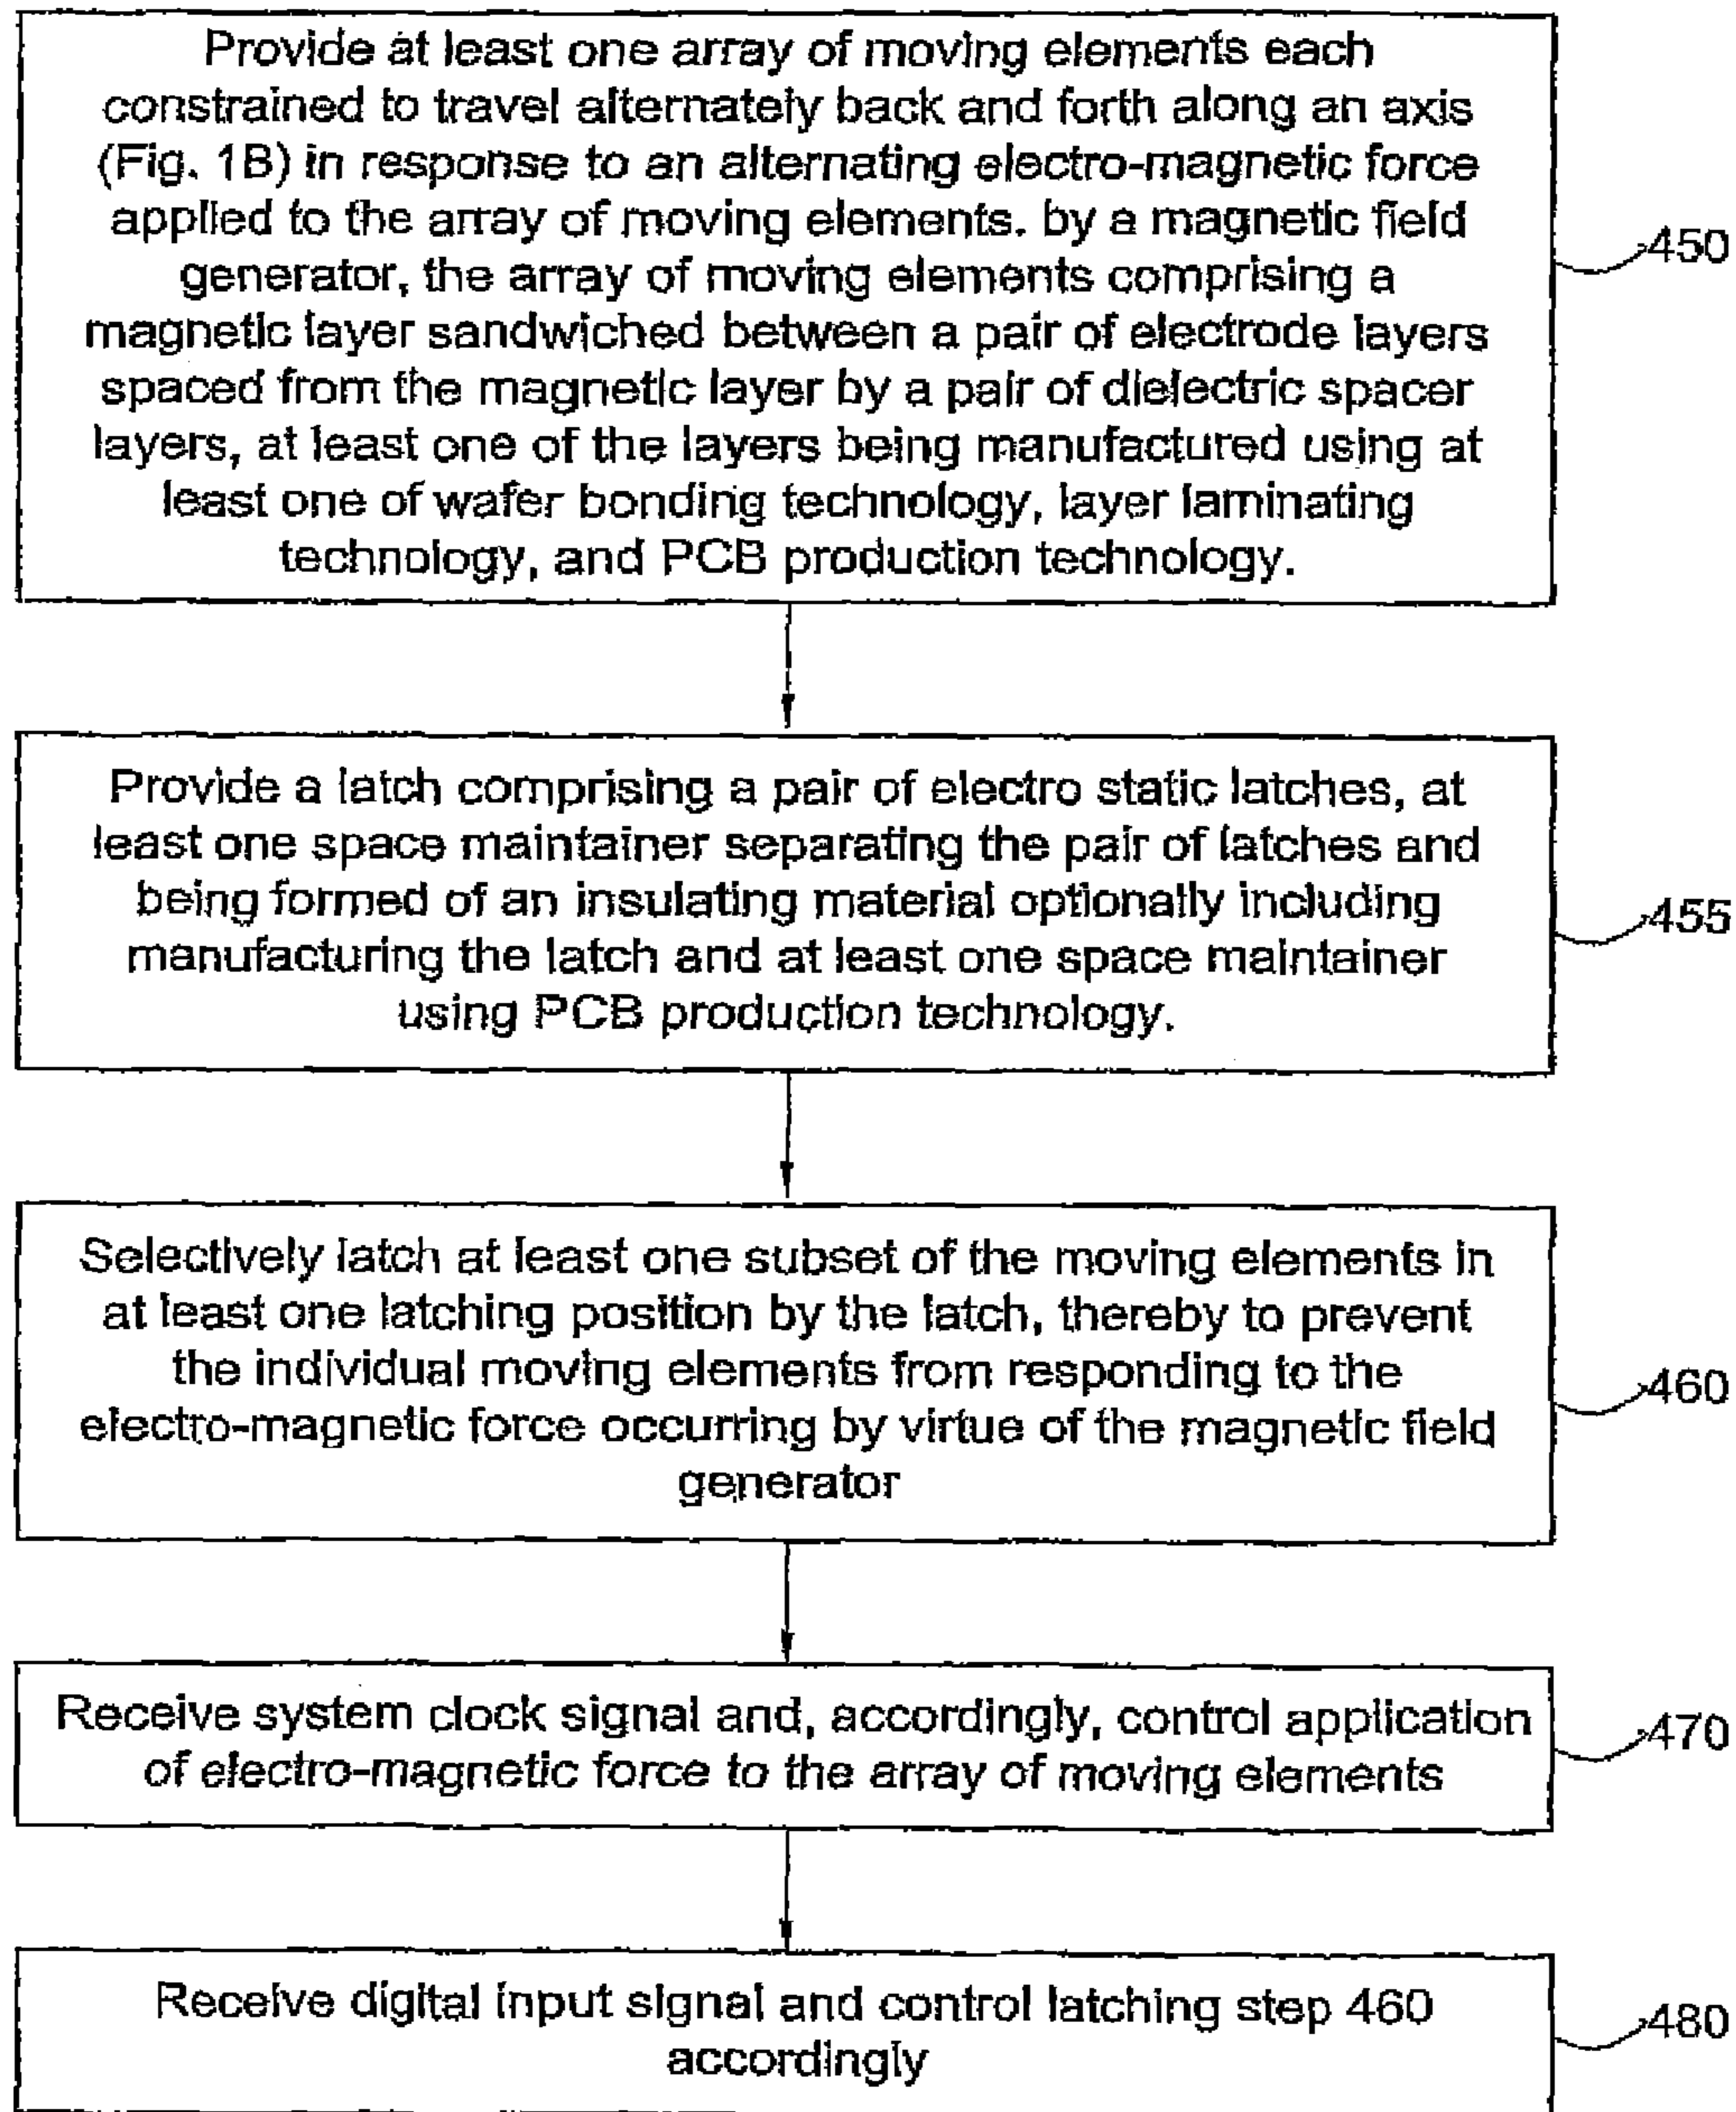 Provide at least one array of moving elements each
constrained to travel alternately back and forth along an axis
(Fig. 1B) in response to an alternating electro-magnetic force
applied to the array of moving elements. by a magnetic field
generator, the array of moving elements comprising a
magnetic layer sandwiched between a pair of electrode layers
spaced from the magnetic layer by a pair of dielectric spacer
layers, at least one of the layers being manufactured using at
least one of wafer bonding technology, layer laminating
technology, and PCB production technology.
450
Provide a latch comprising a pair of electro static latches, at
least one space maintainer separating the pair of latches and
being formed of an insulating material optionally including
manufacturing the latch and at least one space maintainer
using PCB production technology.
455
Selectively latch at least one subset of the moving elements in
at least one latching position by the latch, thereby to prevent
the individual moving elements from responding to the
electro-magnetic force occurring by virtue of the magnetic field
generator
460
Receive system clock signal and, accordingly, control application
of electro-magnetic force to the array of moving elements
470
Receive digital input signal and control latching step 460
accordingly
480